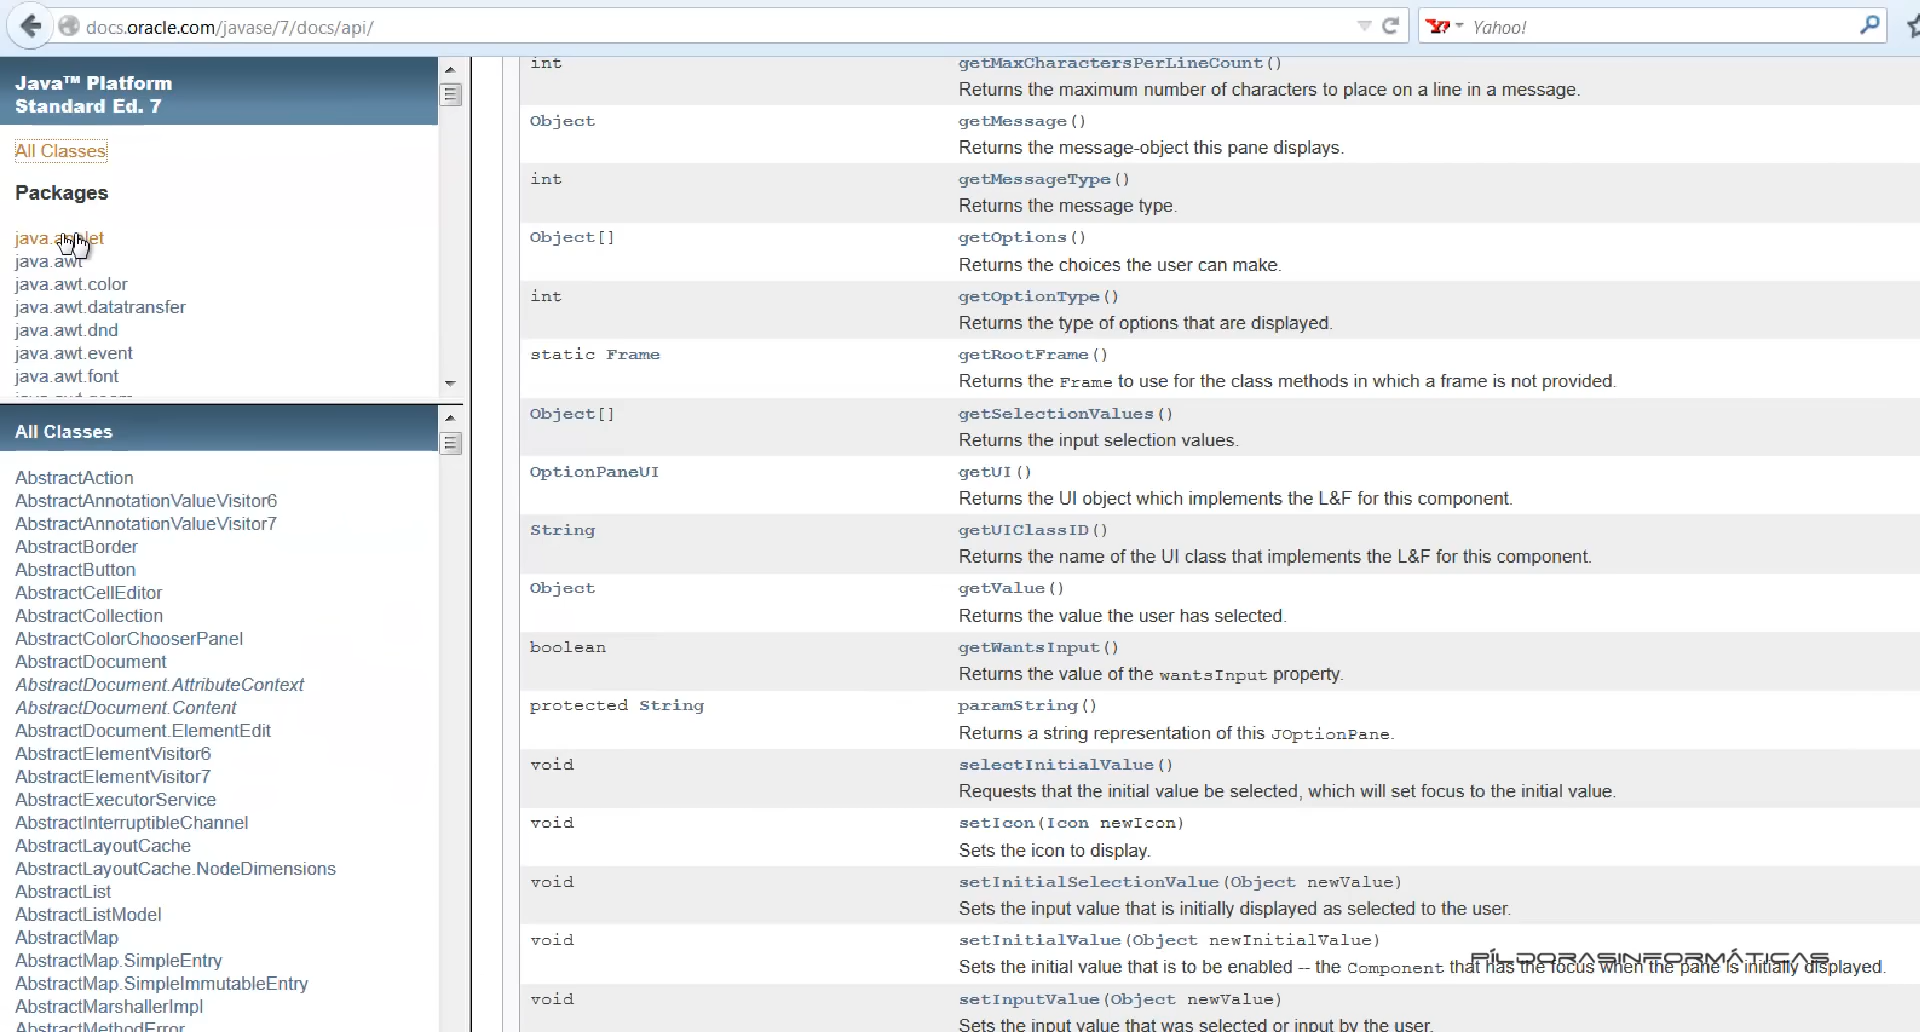 docs.oracle.com/javase/7/docs/api/
Yahoo!
Java™ Platform
Standard Ed. 7
All Classes
Packages
java.awt
java.awt.color
java.awt.datatransfer
java.awt.dnd
java.awt.event
java.awt.font
All Classes
AbstractAction
AbstractAnnotationValueVisitor6
AbstractAnnotationValueVisitor7
AbstractBorder
AbstractButton
AbstractCellEditor
AbstractCollection
AbstractColorChooserPanel
AbstractDocument
AbstractDocument.AttributeContext
AbstractDocument.Content
AbstractDocument.ElementEdit
AbstractElementVisitor6
AbstractElementVisitor7
AbstractExecutorService
AbstractInterruptibleChannel
AbstractLayoutCache
AbstractLayoutCache.NodeDimensions
AbstractList
AbstractListModel
AbstractMap
AbstractMap.SimpleEntry
AbstractMap.SimpleImmutableEntry
AbstractMarshallerImpl
AbstractMethodError
int getMaxCharactersPerLineCount()
Returns the maximum number of characters to place on a line in a message.
Object getMessage()
Returns the message-object this pane displays.
int getMessageType()
Returns the message type.
Object[] getOptions()
Returns the choices the user can make.
int getOptionType()
Returns the type of options that are displayed.
static Frame getRootFrame()
Returns the Frame to use for the class methods in which a frame is not provided.
Object[] getSelectionValues()
Returns the input selection values.
OptionPaneUI getUI()
Returns the UI object which implements the L&F for this component.
String getUIClassID()
Returns the name of the UI class that implements the L&F for this component.
Object getValue()
Returns the value the user has selected.
boolean getWantsInput()
Returns the value of the wantsInput property.
protected String paramString()
Returns a string representation of this JOptionPane.
void selectInitialValue()
Requests that the initial value be selected, which will set focus to the initial value.
void setIcon(Icon newIcon)
Sets the icon to display.
void setInitialSelectionValue(Object newValue)
Sets the input value that is initially displayed as selected to the user.
void setInitialValue(Object newInitialValue)
Sets the initial value that is to be enabled -- the Component that has the focus when the pane is initially displayed.
PÍLDORASINFORMÁTICAS
void setInputValue(Object newValue)
Sets the input value that was selected or input by the user.